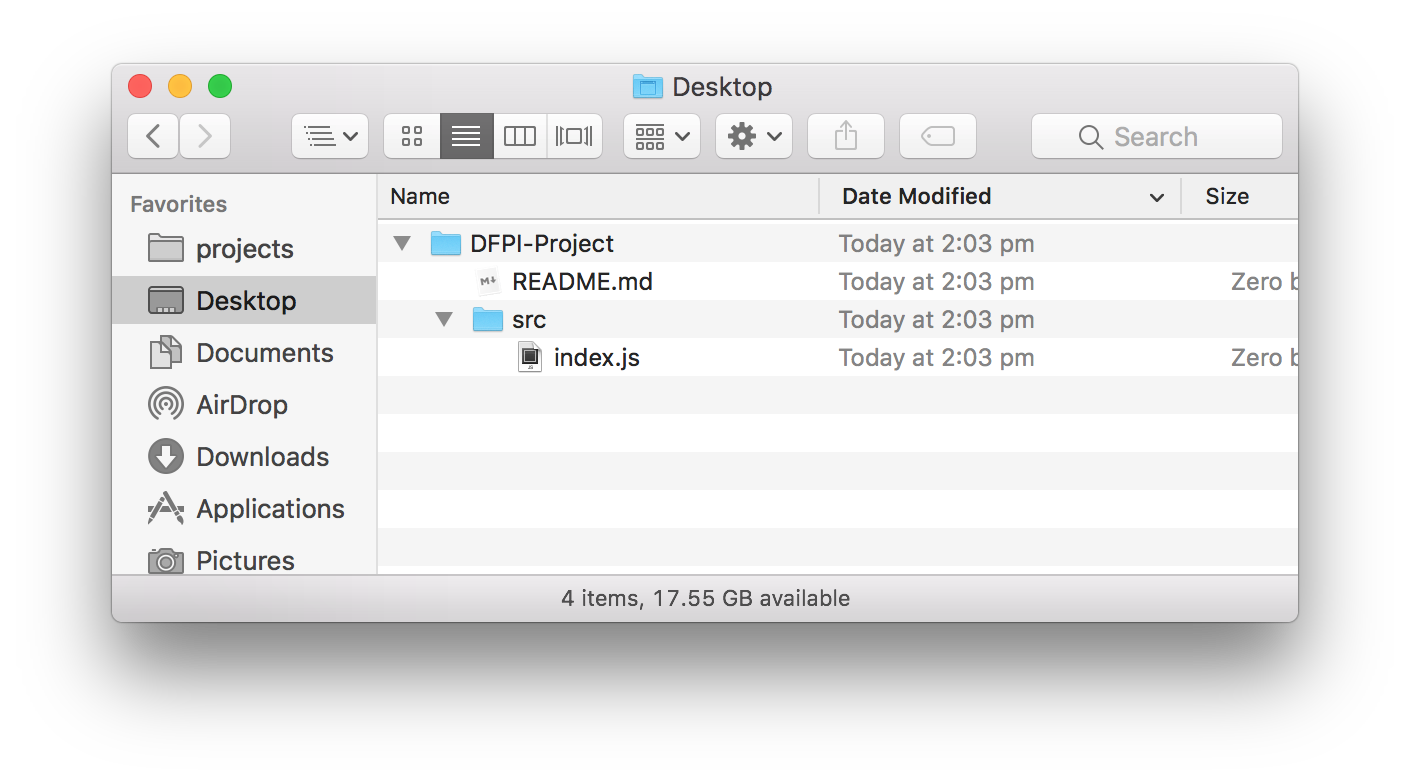 Desktop
Search
Favorites
projects
Desktop
Documents
AirDrop
Downloads
Applications
Pictures
Name Date Modified Size
DFPI-Project Today at 2:03 pm
README.md Today at 2:03 pm Zero b
src Today at 2:03 pm
index.js Today at 2:03 pm Zero b
4 items, 17.55 GB available